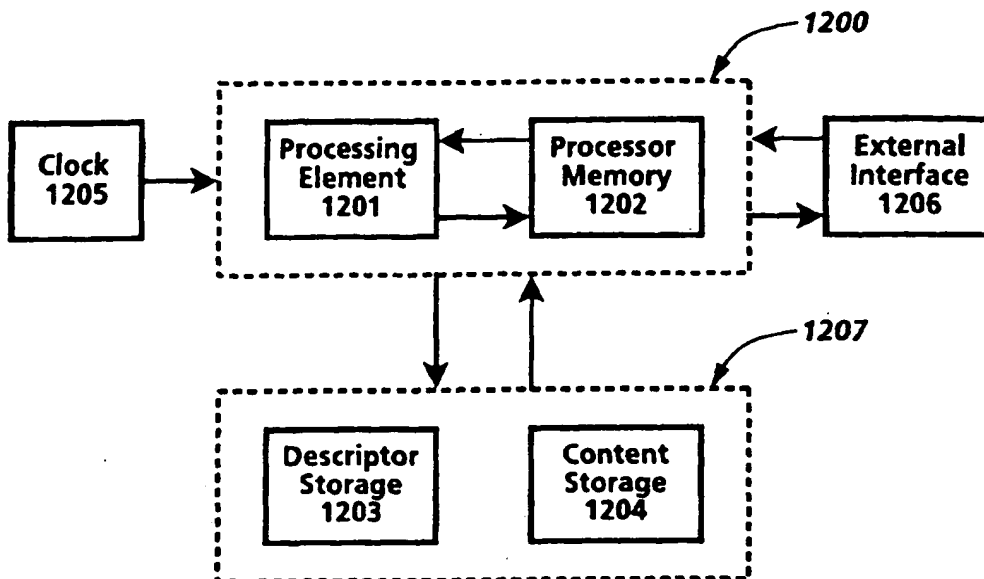 1200
Clock
1205
Processing
Element
1201
Processor
Memory
1202
External
Interface
1206
1207
Descriptor
Storage
1203
Content
Storage
1204